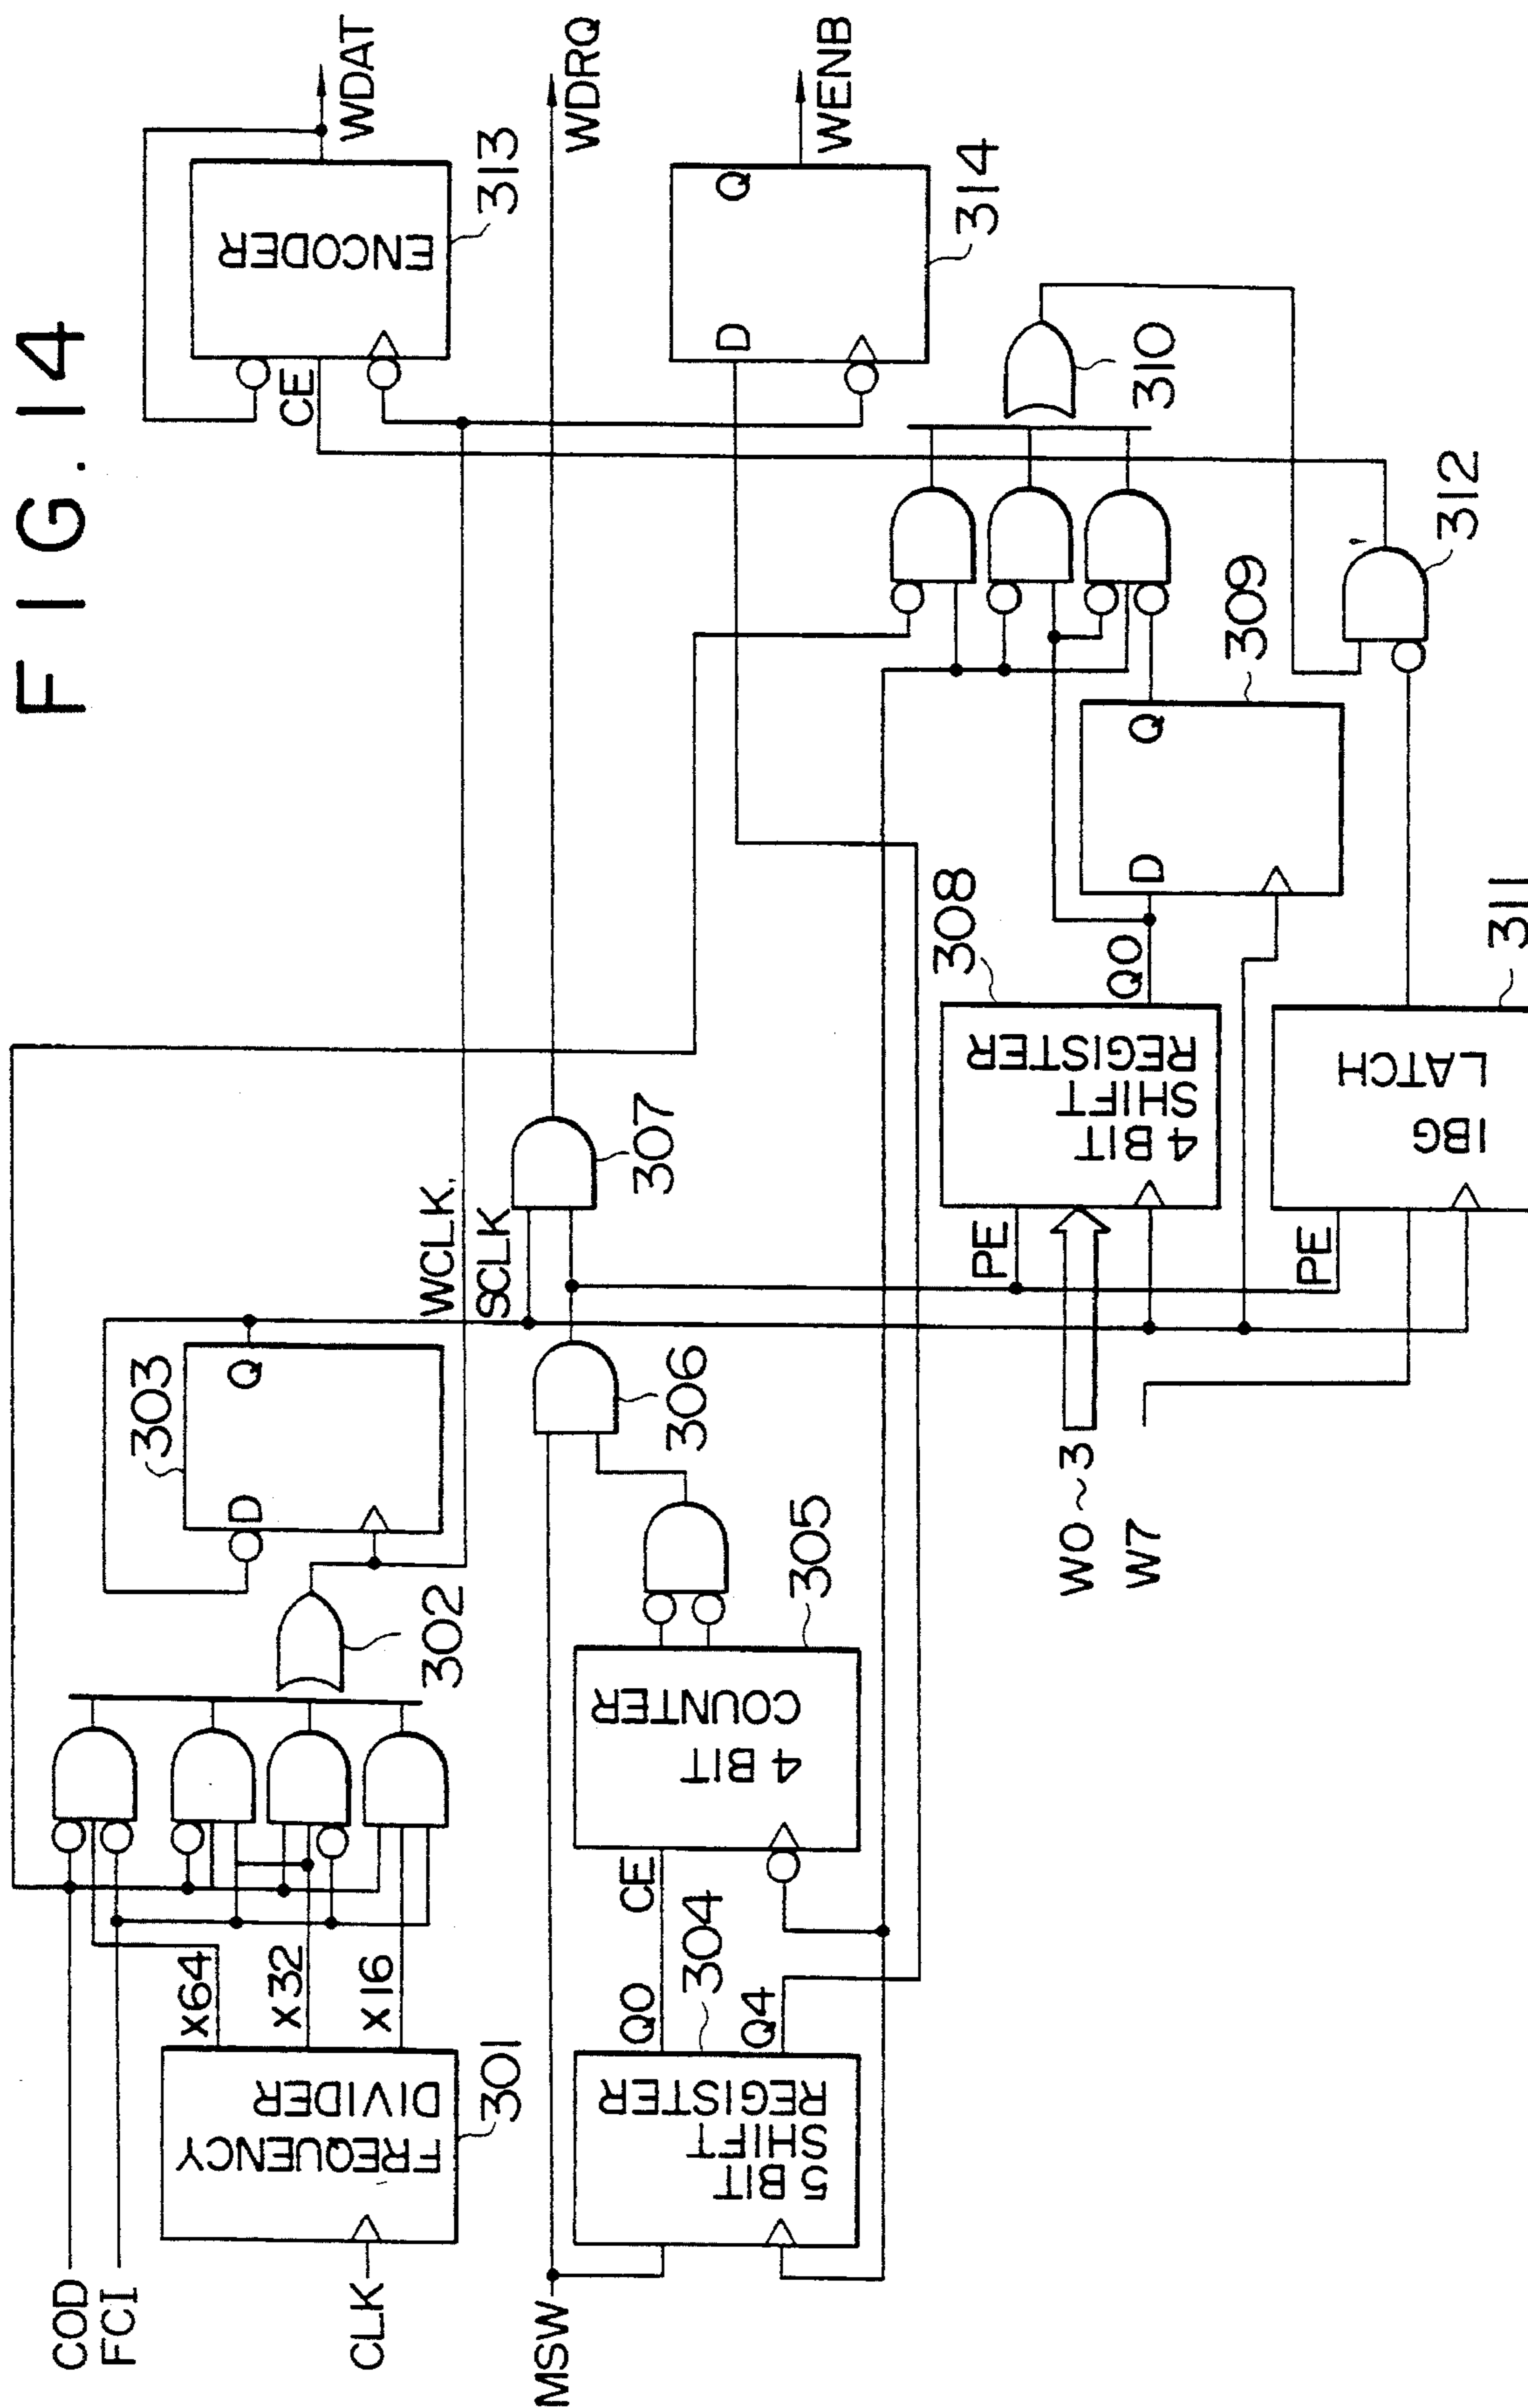 FIG. 14
COD
FCI
CLK
FREQUENCY
DIVIDER
301
X64
X32
X16
302
303
D
Q
WCLK
SCLK
MSW
5 BIT
SHIFT
REGISTER
304
Q0
Q4
CE
4 BIT
COUNTER
305
306
307
W0~3
W7
PE
4 BIT
SHIFT
REGISTER
308
Q0
PE
IBG
LATCH
311
D
Q
309
310
312
CE
ENCODER
313
WDAT
WDRQ
D
Q
314
WENB